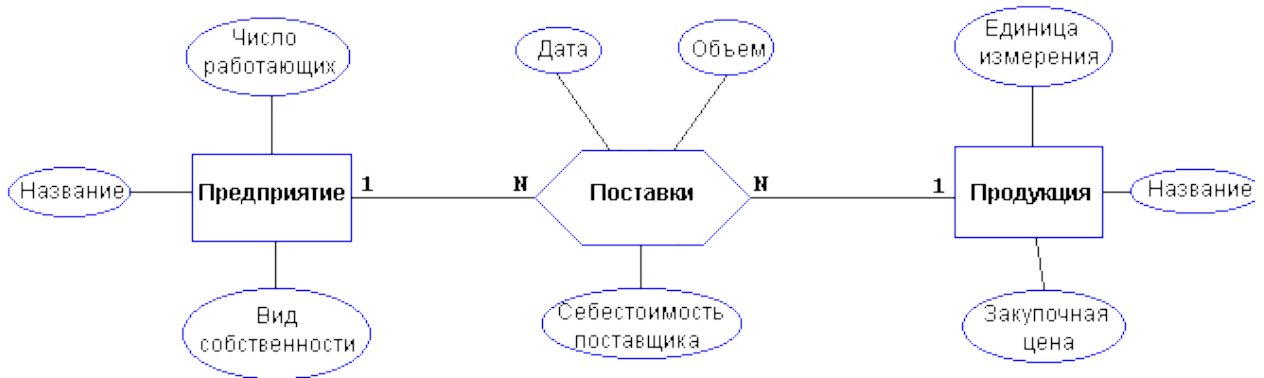 Число
работающих
Дата
Объем
Единица
измерения
Название
Предприятие
1
N
Поставки
N
1
Продукция
Название
Вид
собственности
Себестоимость
поставщика
Закупочная
цена